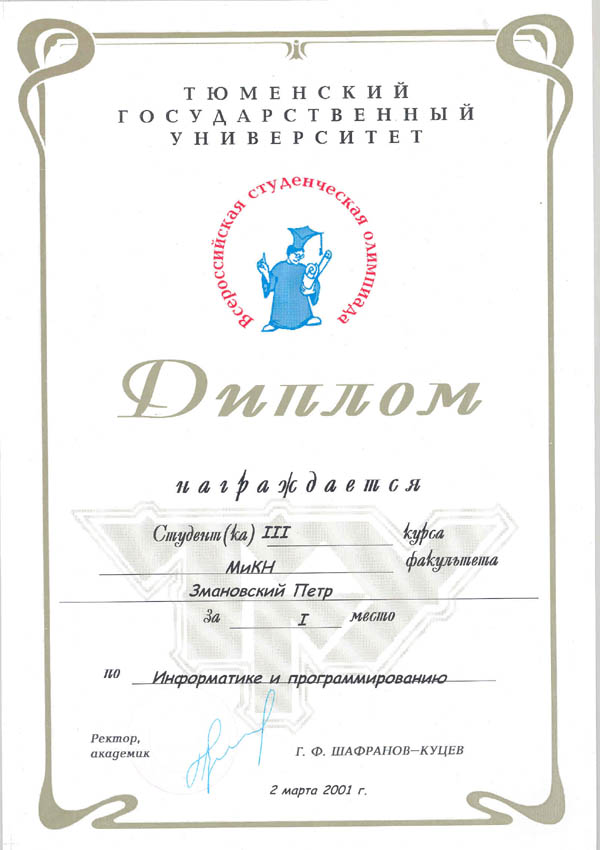 ТЮМЕНСКИЙ
ГОСУДАРСТВЕННЫЙ
УНИВЕРСИТЕТ
Всероссийская студенческая олимпиада
Диплом
награждается
Студент(ка) III курса
МиКН факультета
Змановский Петр
За I место
по Информатике и программированию
Ректор,
академик
Г. Ф. ШАФРАНОВ-КУЦЕВ
2 марта 2001 г.